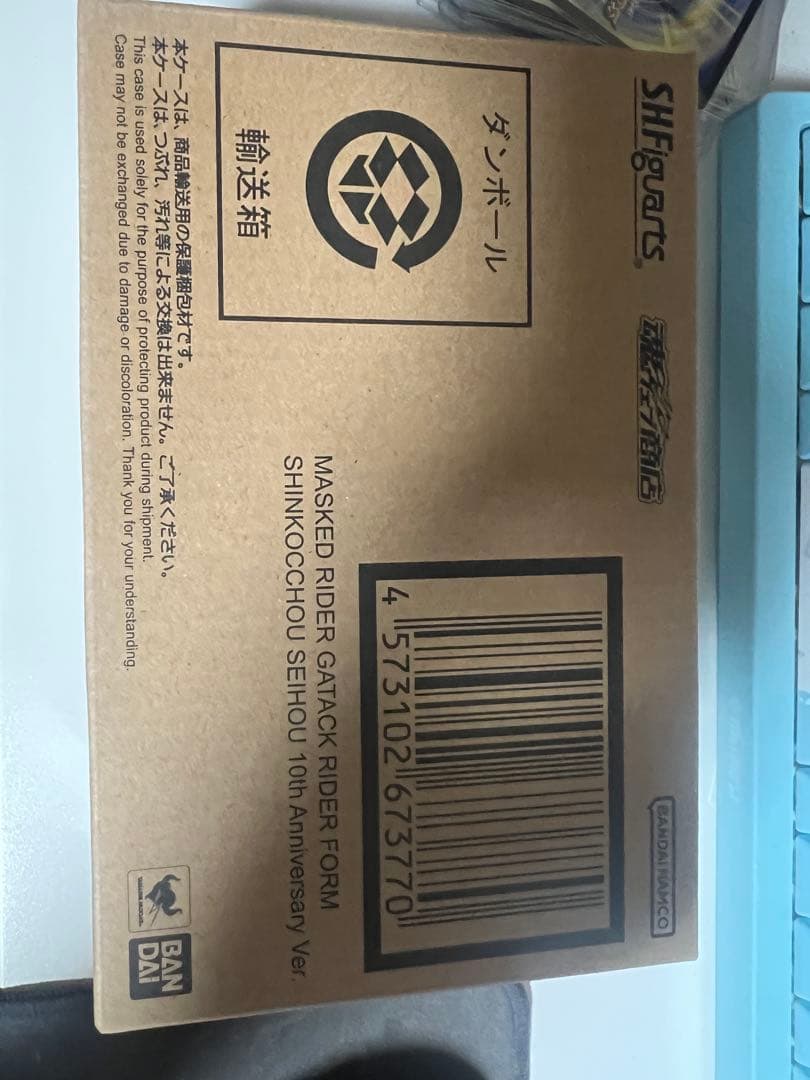 S.H.Figuarts
魂ウェブ商店
ダンボール
輸送箱
本ケースは、商品輸送用の保護梱包材です。
本ケースは、つぶれ、汚れ等による交換は出来ません。ご了承ください。
This case is used solely for the purpose of protecting product during shipment.
Case may not be exchanged due to damage or discoloration. Thank you for your understanding.
BANDAI NAMCO
4 573102 673770
MASKED RIDER GATACK RIDER FORM
SHINKOCCHOU SEIHOU 10th Anniversary Ver.
BAN
DAI